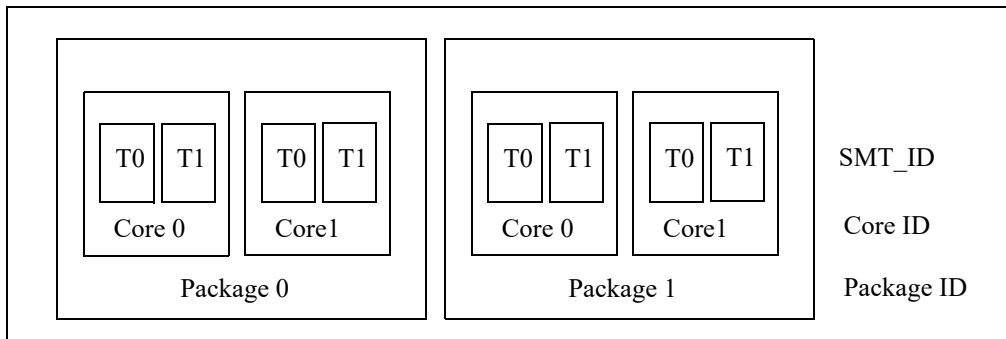 T0 T1 T0 T1 T0 T1 T0 T1 SMT_ID
Core 0 Core1 Core 0 Core1 Core ID
Package 0 Package 1 Package ID